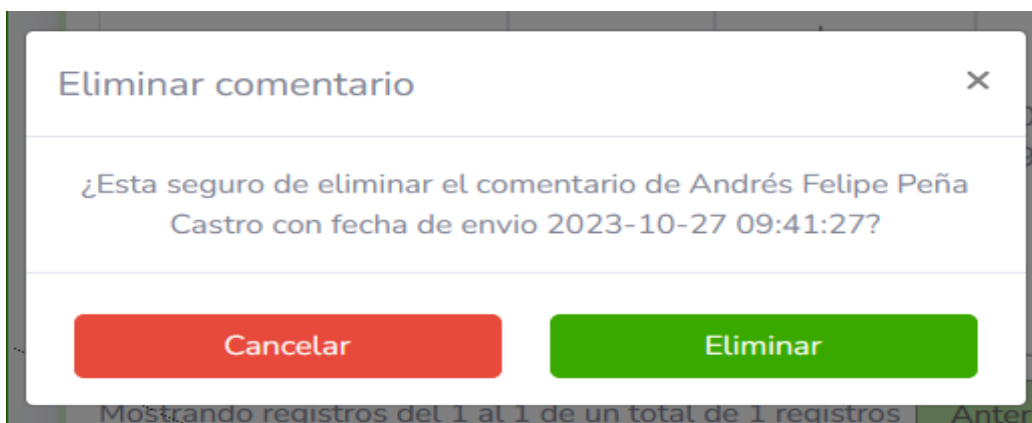 Eliminar comentario ×
¿Esta seguro de eliminar el comentario de Andrés Felipe Peña
Castro con fecha de envio 2023-10-27 09:41:27?
Cancelar Eliminar
Mostrando registros del 1 al 1 de un total de 1 registros